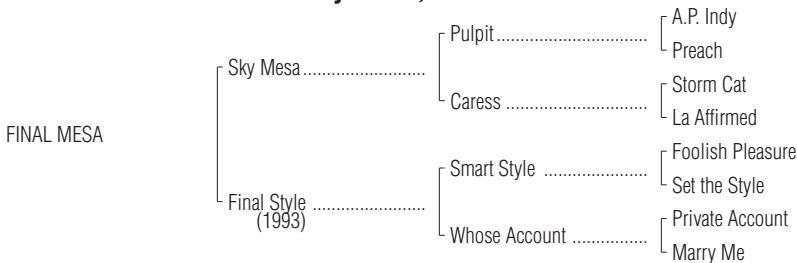 A.P. Indy
Pulpit..................................
Preach
Sky Mesa...........................
Storm Cat
Caress ................................
La Affirmed
FINAL MESA
Foolish Pleasure
Smart Style .......................
Set the Style
Final Style .........................
(1993)
Private Account
Whose Account .................
Marry Me